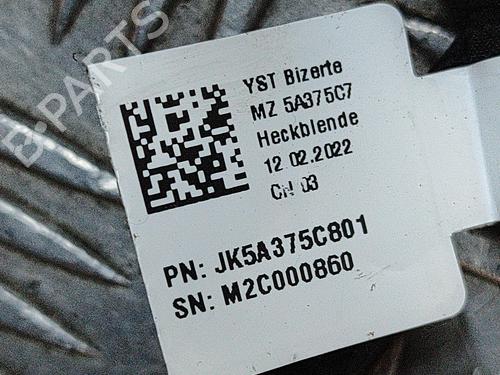 B-PARTS
YST Bizerte
MZ 5A375C7
Heckblende
12 02.2022
CN 03
PN: JK5A375C801
SN: M2C000860